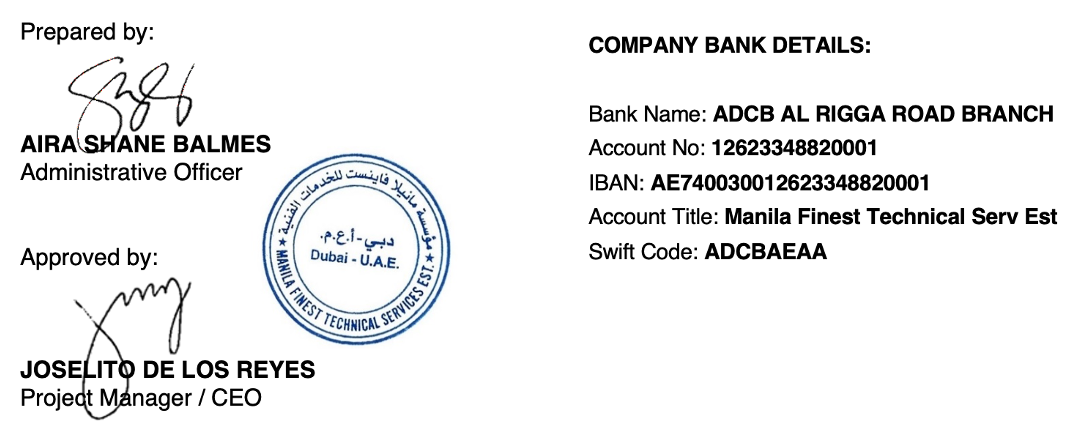 Prepared by:
AIRA SHANE BALMES
Administrative Officer
مؤسسة مانيلا فاينست للخدمات الفنية
دبي-أ.ع.م.
Dubai - U.A.E.
★ MANILA FINEST TECHNICAL SERVICES EST. ★
Approved by:
JOSELITO DE LOS REYES
Project Manager / CEO
COMPANY BANK DETAILS:
Bank Name: ADCB AL RIGGA ROAD BRANCH
Account No: 12623348820001
IBAN: AE740030012623348820001
Account Title: Manila Finest Technical Serv Est
Swift Code: ADCBAEAA